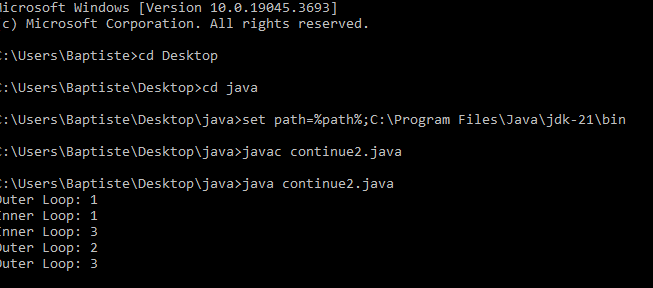 Microsoft Windows [Version 10.0.19045.3693]
(c) Microsoft Corporation. All rights reserved.
C:\Users\Baptiste>cd Desktop
C:\Users\Baptiste\Desktop>cd java
C:\Users\Baptiste\Desktop\java>set path=%path%;C:\Program Files\Java\jdk-21\bin
C:\Users\Baptiste\Desktop\java>javac continue2.java
C:\Users\Baptiste\Desktop\java>java continue2.java
Outer Loop: 1
Inner Loop: 1
Inner Loop: 3
Outer Loop: 2
Outer Loop: 3